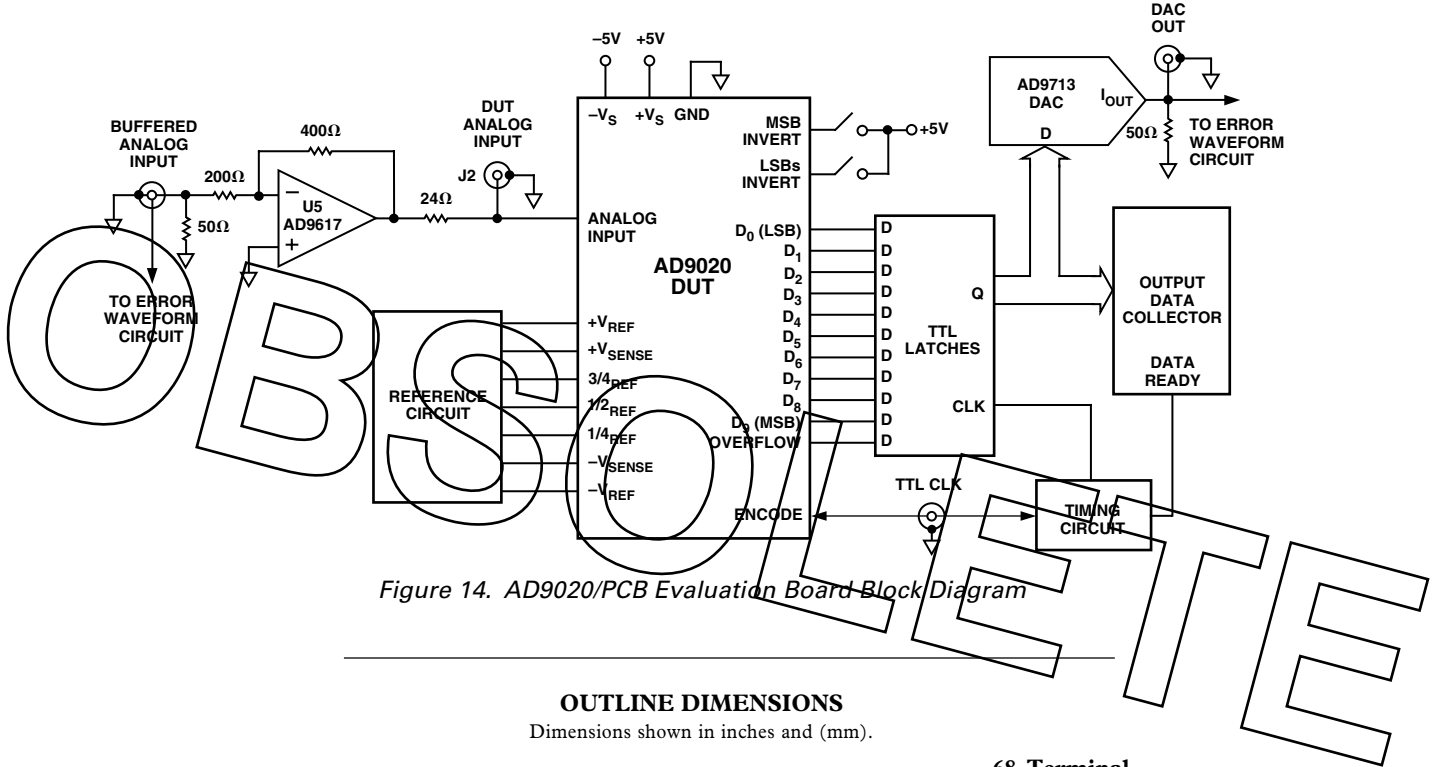 DAC
OUT
–5V +5V
AD9713
DAC
IOUT
D
50Ω
TO ERROR
WAVEFORM
CIRCUIT
BUFFERED
ANALOG
INPUT
400Ω
200Ω
50Ω
U5
AD9617
–
+
TO ERROR
WAVEFORM
CIRCUIT
24Ω
DUT
ANALOG
INPUT
J2
–VS +VS GND
MSB
INVERT
LSBs
INVERT
+5V
ANALOG
INPUT
AD9020
DUT
D0 (LSB)
D1
D2
D3
D4
D5
D6
D7
D8
D9 (MSB)
OVERFLOW
ENCODE
+VREF
+VSENSE
3/4REF
1/2REF
1/4REF
–VSENSE
–VREF
REFERENCE
CIRCUIT
D
D
D
D
D
D
D
D
D
D
D
Q
TTL
LATCHES
CLK
OUTPUT
DATA
COLLECTOR
DATA
READY
TTL CLK
TIMING
CIRCUIT
OBSOLETE
Figure 14. AD9020/PCB Evaluation Board Block Diagram
OUTLINE DIMENSIONS
Dimensions shown in inches and (mm).
68-Terminal